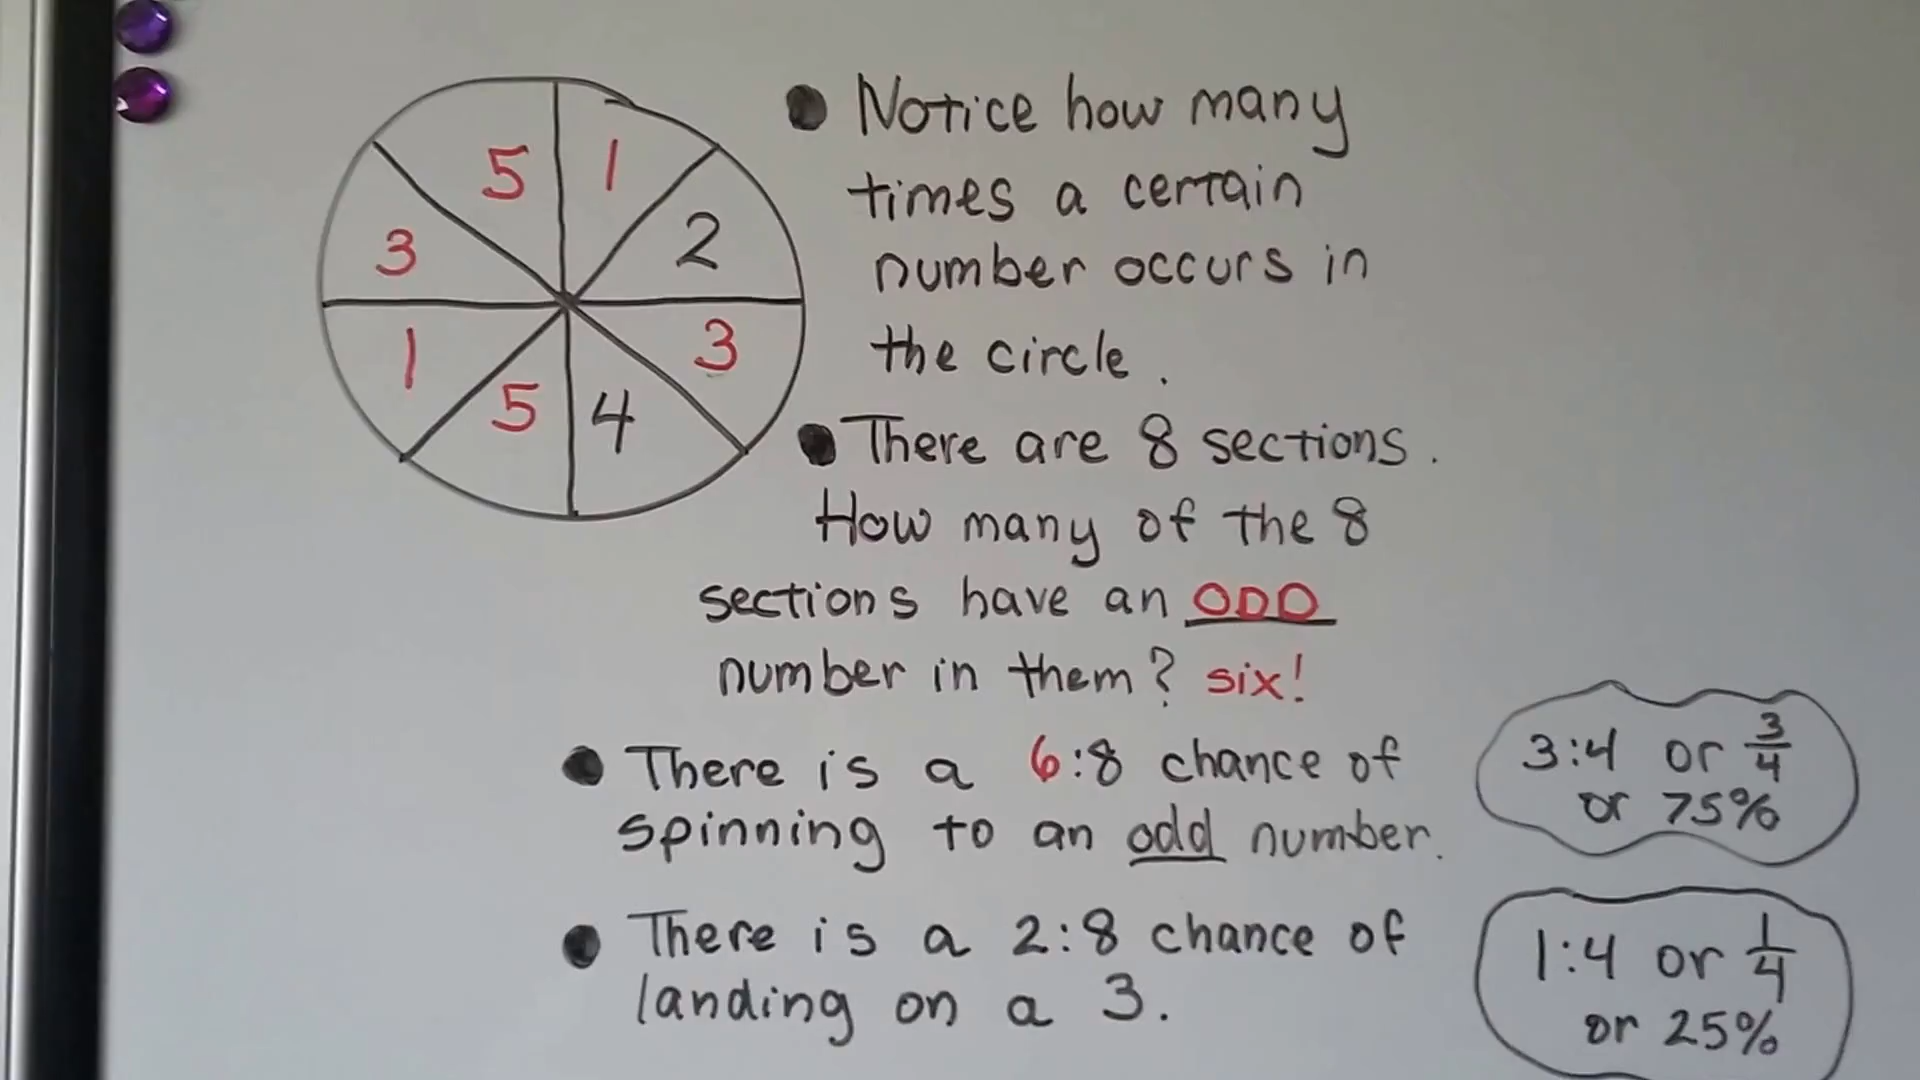 5 1
3 2
1 3
5 4
Notice how many
times a certain
number occurs in
the circle.
There are 8 sections.
How many of the 8
sections have an ODD
number in them? six!
There is a 6:8 chance of
spinning to an odd number.
3:4 or 3/4
or 75%
There is a 2:8 chance of
landing on a 3.
1:4 or 1/4
or 25%